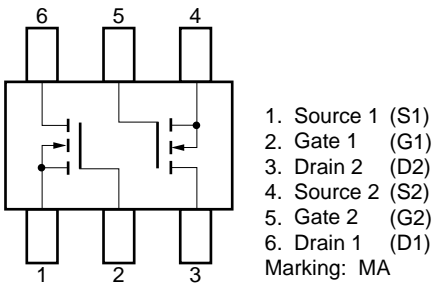 6 5 4
1. Source 1 (S1)
2. Gate 1 (G1)
3. Drain 2 (D2)
4. Source 2 (S2)
5. Gate 2 (G2)
6. Drain 1 (D1)
Marking: MA
1 2 3